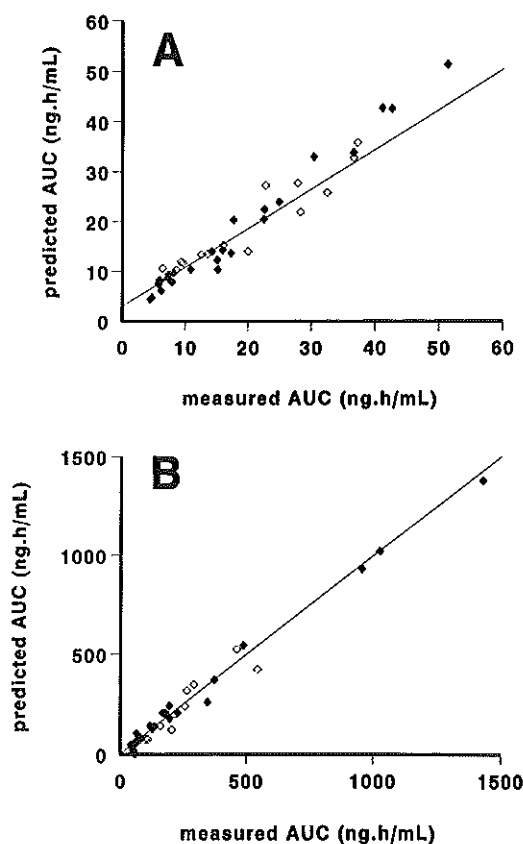 A
60
50
40
30
20
10
0
predicted AUC (ng.h/mL)
0 10 20 30 40 50 60
measured AUC (ng.h/mL)
B
1500
1000
500
0
predicted AUC (ng.h/mL)
0 500 1000 1500
measured AUC (ng.h/mL)